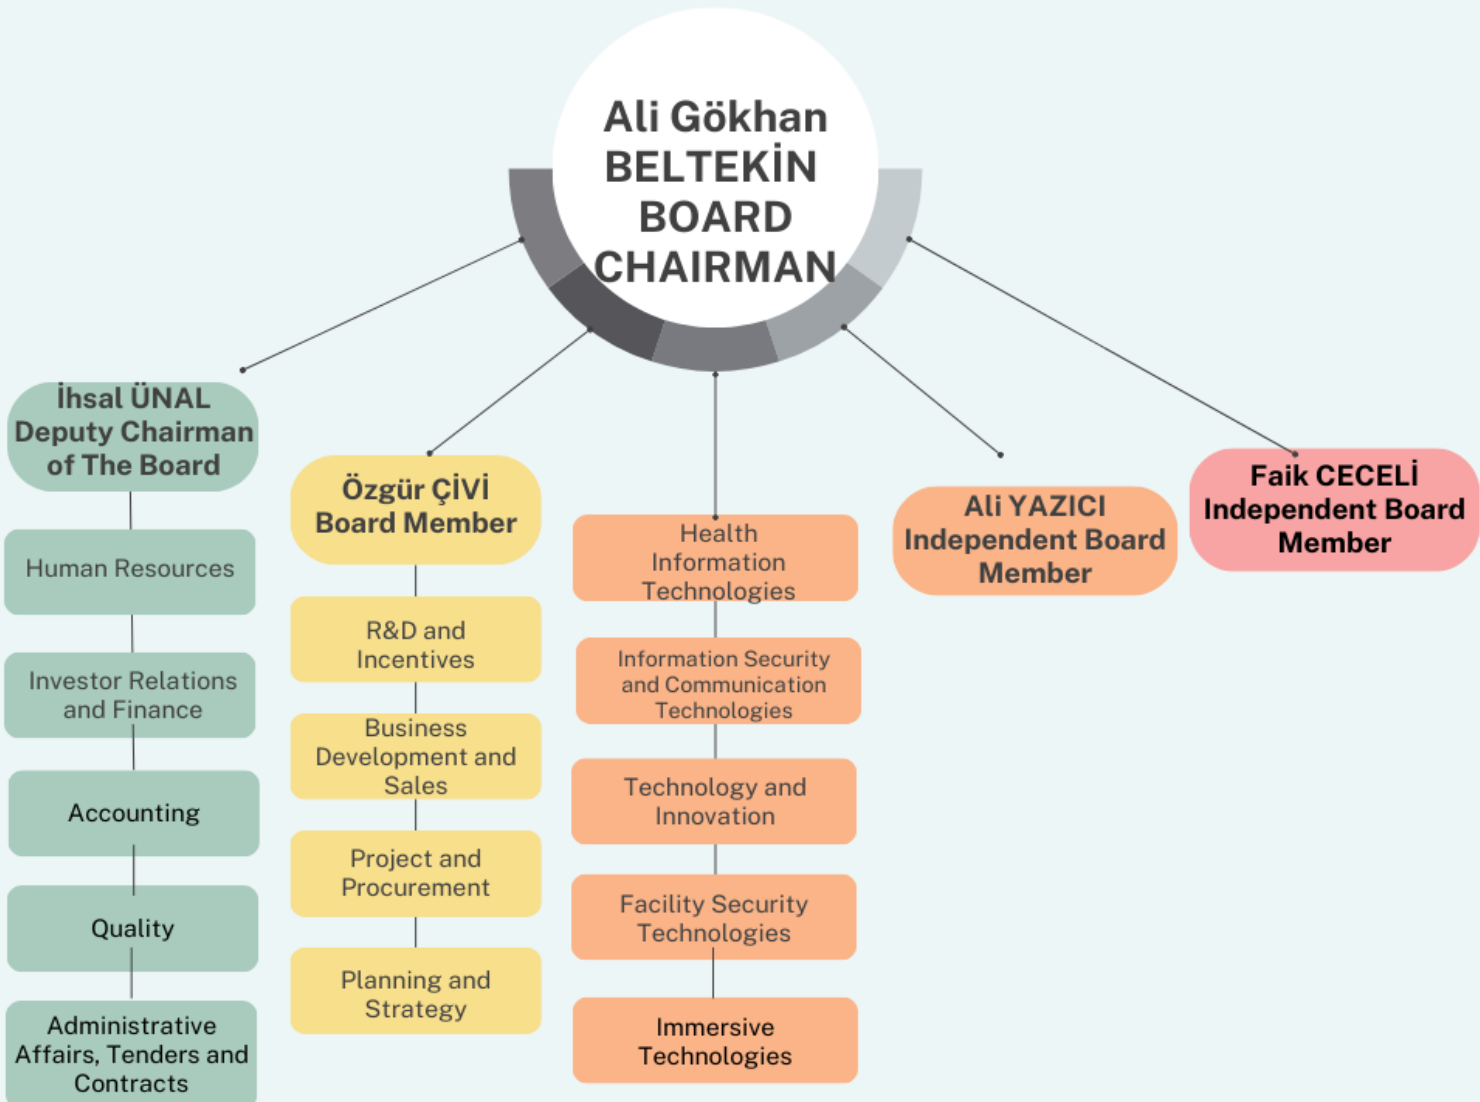 Ali Gökhan
BELTEKİN
BOARD
CHAIRMAN
İhsal ÜNAL
Deputy Chairman
of The Board
Human Resources
Investor Relations
and Finance
Accounting
Quality
Administrative
Affairs, Tenders and
Contracts
Özgür ÇİVİ
Board Member
R&D and
Incentives
Business
Development and
Sales
Project and
Procurement
Planning and
Strategy
Health
Information
Technologies
Information Security
and Communication
Technologies
Technology and
Innovation
Facility Security
Technologies
Immersive
Technologies
Ali YAZICI
Independent Board
Member
Faik CECELİ
Independent Board
Member